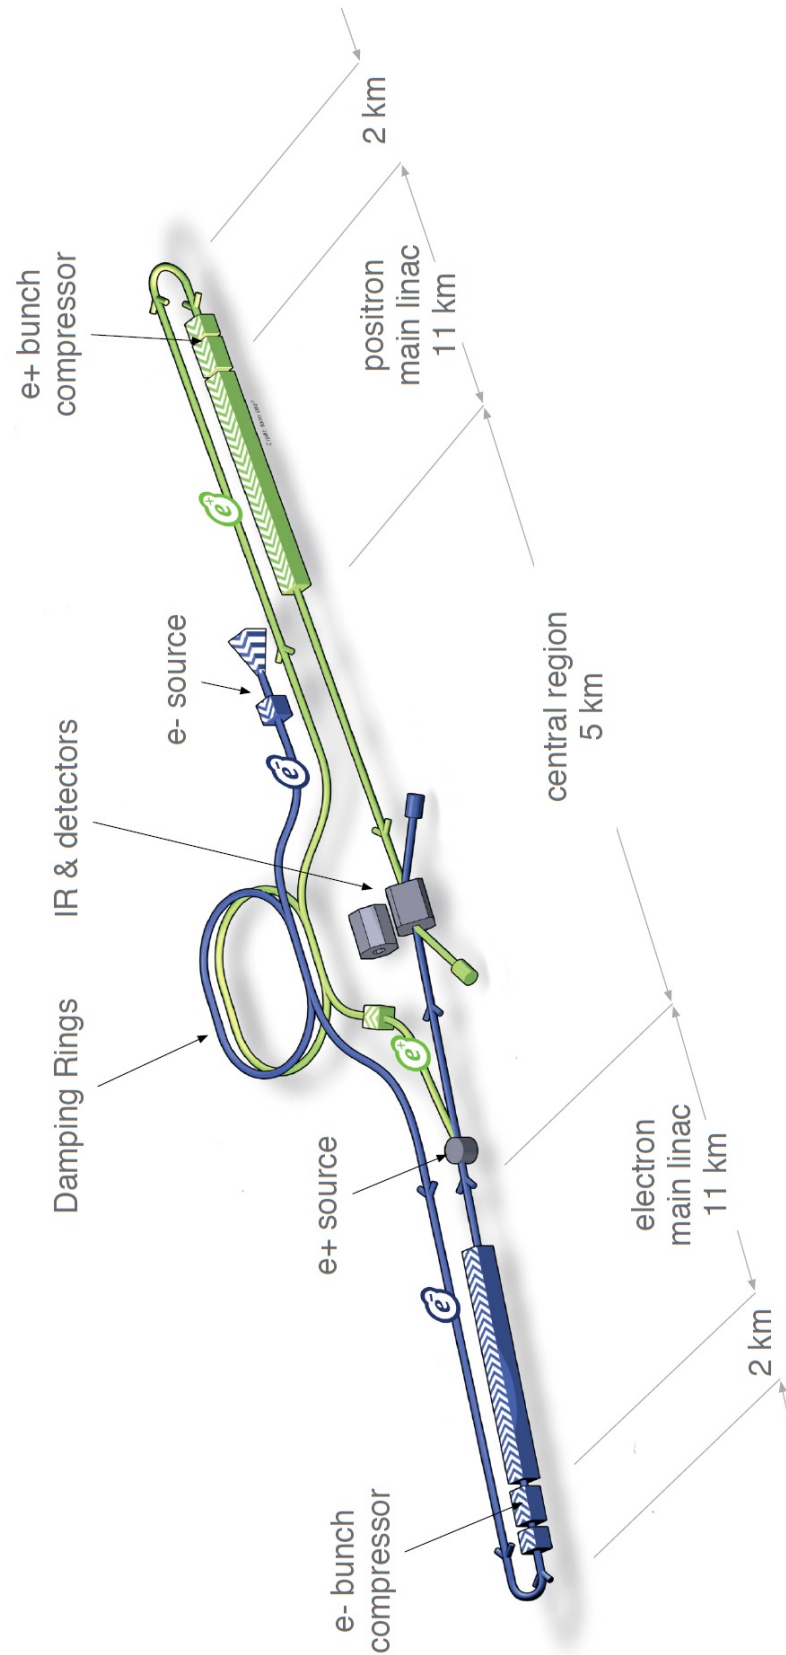 2 km
e+ bunch
compressor
positron
main linac
11 km
e+
e- source
central region
5 km
IR & detectors
e-
Damping Rings
e+
e+ source
electron
main linac
11 km
e-
2 km
e- bunch
compressor